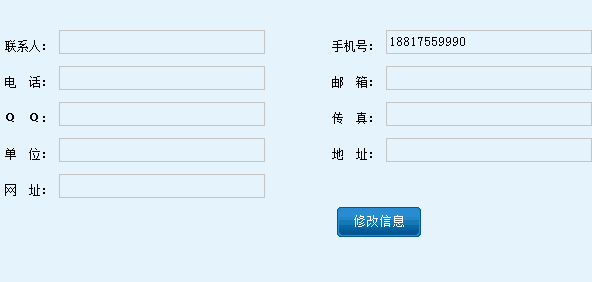 联系人： 手机号： 18817559990
电 话： 邮 箱：
Q Q： 传 真：
单 位： 地 址：
网 址：
修改信息